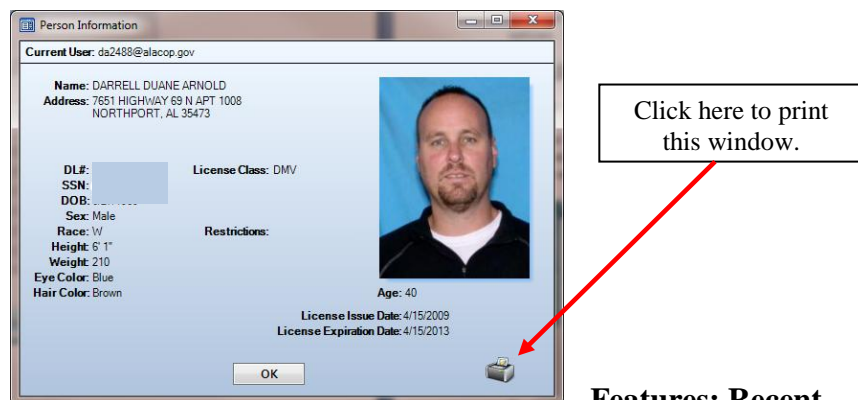 Person Information
Current User: da2488@alacop.gov
Name: DARRELL DUANE ARNOLD
Address: 7651 HIGHWAY 69 N APT 1008
NORTHPORT, AL 35473
Click here to print
this window.
DL#:
License Class: DMV
SSN:
DOB:
Sex: Male
Race: W
Restrictions:
Height: 6' 1"
Weight: 210
Eye Color: Blue
Hair Color: Brown
Age: 40
License Issue Date: 4/15/2009
License Expiration Date: 4/15/2013
OK
Features: Recent